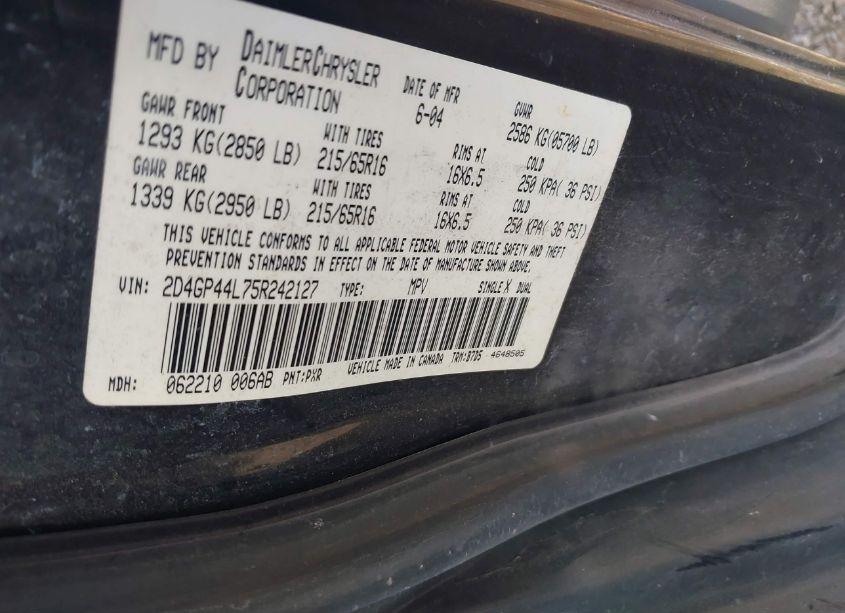 MFD BY DAIMLERCHRYSLER CORPORATION
DATE OF MFR 6-04
GVWR 2586 KG(05700 LB)
GAWR FRONT WITH TIRES RIMS AT COLD
1293 KG(2850 LB) 215/65R16 16X6.5 250 KPA( 36 PSI)
GAWR REAR WITH TIRES RIMS AT COLD
1339 KG(2950 LB) 215/65R16 16X6.5 250 KPA( 36 PSI)
THIS VEHICLE CONFORMS TO ALL APPLICABLE FEDERAL MOTOR VEHICLE SAFETY AND THEFT
PREVENTION STANDARDS IN EFFECT ON THE DATE OF MANUFACTURE SHOWN ABOVE.
VIN: 2D4GP44L75R242127 TYPE: MPV SINGLE X DUAL
MDH: 062210 006AB PNT:PXR VEHICLE MADE IN CANADA TRM:B7D5 4648505